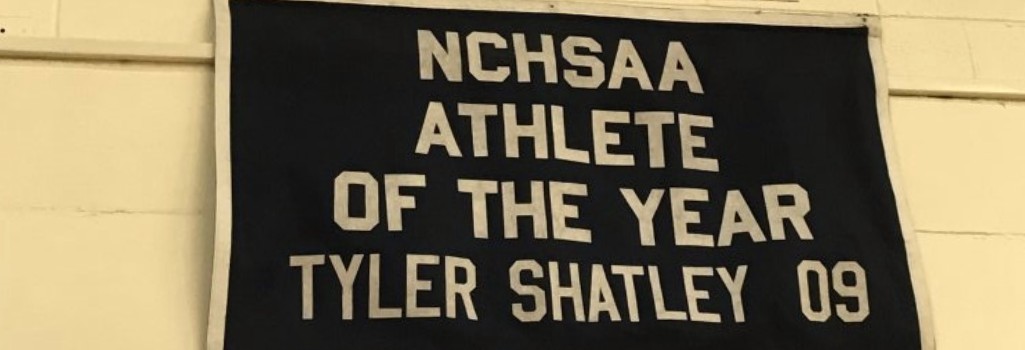 NCHSAA
ATHLETE
OF THE YEAR
TYLER SHATLEY 09